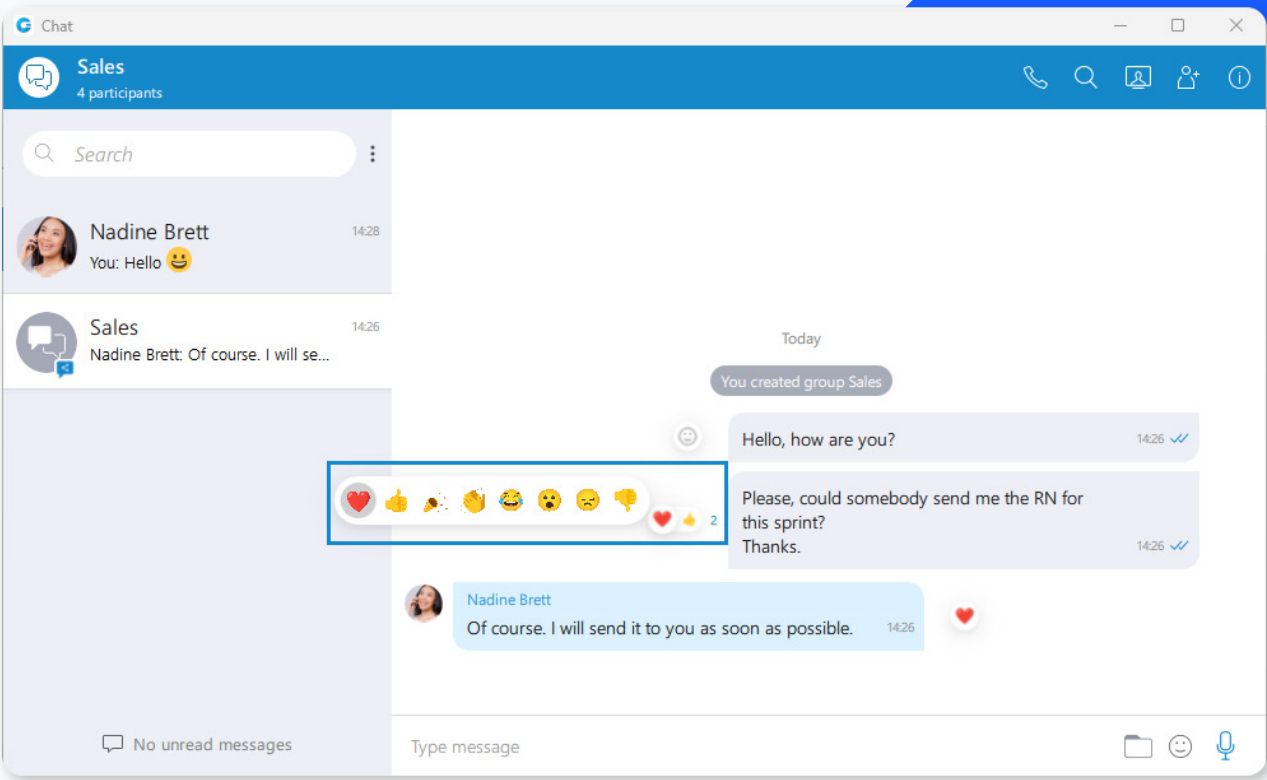 Chat
Sales
4 participants
Search
Nadine Brett
14:28
You: Hello 😀
Sales
14:26
Nadine Brett: Of course. I will se...
No unread messages
Today
You created group Sales
Hello, how are you?
14:26
Please, could somebody send me the RN for
this sprint?
Thanks.
14:26
2
Nadine Brett
Of course. I will send it to you as soon as possible.
14:26
Type message